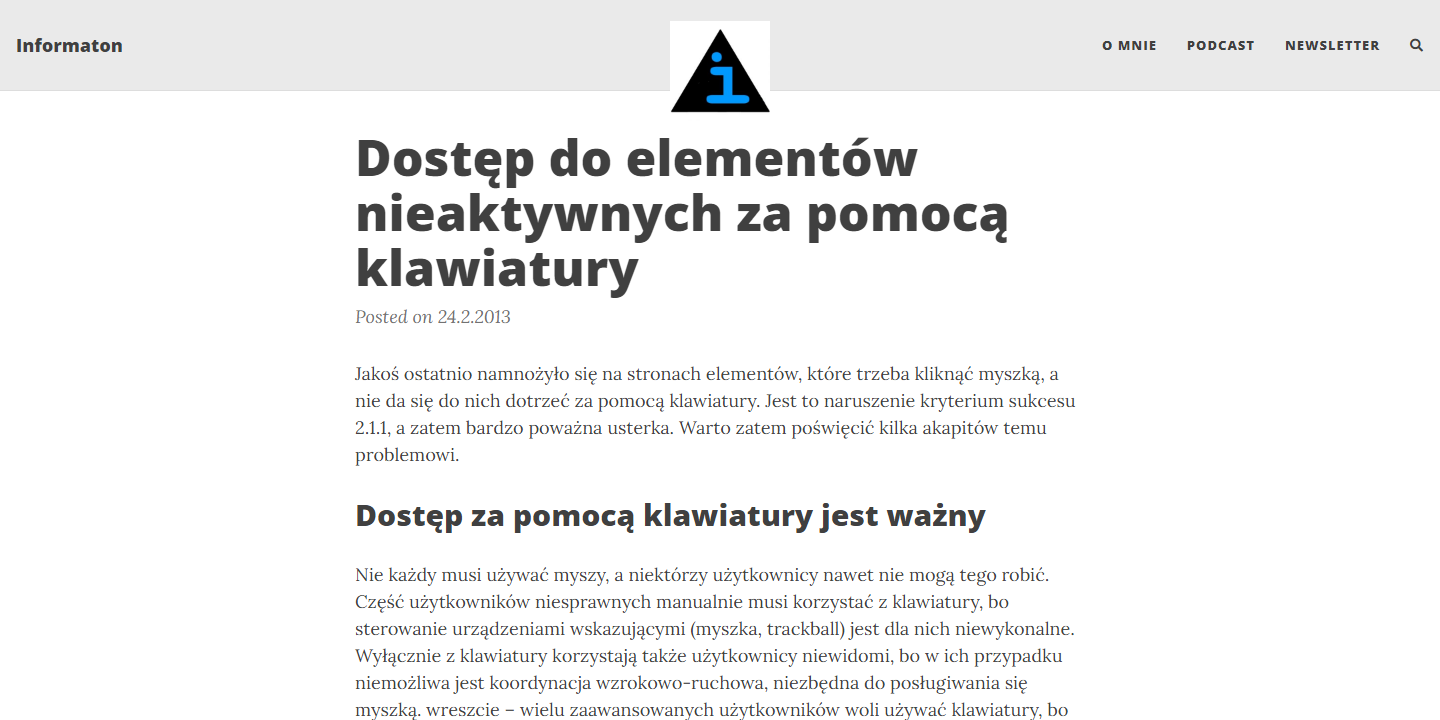 Informaton
i
O MNIE
PODCAST
NEWSLETTER
Dostęp do elementów
nieaktywnych za pomocą
klawiatury
Posted on 24.2.2013
Jakoś ostatnio namnożyło się na stronach elementów, które trzeba kliknąć myszką, a
nie da się do nich dotrzeć za pomocą klawiatury. Jest to naruszenie kryterium sukcesu
2.1.1, a zatem bardzo poważna usterka. Warto zatem poświęcić kilka akapitów temu
problemowi.
Dostęp za pomocą klawiatury jest ważny
Nie każdy musi używać myszy, a niektórzy użytkownicy nawet nie mogą tego robić.
Część użytkowników niesprawnych manualnie musi korzystać z klawiatury, bo
sterowanie urządzeniami wskazującymi (myszka, trackball) jest dla nich niewykonalne.
Wyłącznie z klawiatury korzystają także użytkownicy niewidomi, bo w ich przypadku
niemożliwa jest koordynacja wzrokowo-ruchowa, niezbędna do posługiwania się
myszką. wreszcie – wielu zaawansowanych użytkowników woli używać klawiatury, bo